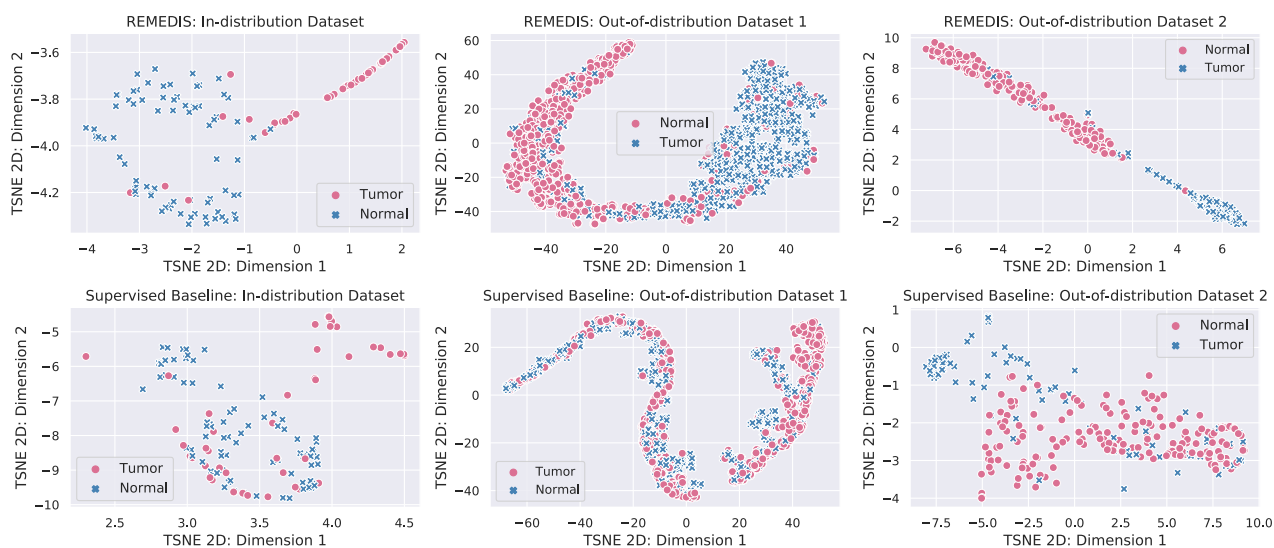 REMEDIS: In-distribution Dataset
TSNE 2D: Dimension 2
−3.6
−3.8
−4.0
−4.2
Tumor
Normal
−4
−3
−2
−1
0
1
2
TSNE 2D: Dimension 1
REMEDIS: Out-of-distribution Dataset 1
TSNE 2D: Dimension 2
60
40
20
0
−20
−40
Normal
Tumor
−40
−20
0
20
40
TSNE 2D: Dimension 1
REMEDIS: Out-of-distribution Dataset 2
TSNE 2D: Dimension 2
10
8
6
4
2
0
−2
Normal
Tumor
−6
−4
−2
0
2
4
6
TSNE 2D: Dimension 1
Supervised Baseline: In-distribution Dataset
TSNE 2D: Dimension 2
−5
−6
−7
−8
−9
−10
Tumor
Normal
2.5
3.0
3.5
4.0
4.5
TSNE 2D: Dimension 1
Supervised Baseline: Out-of-distribution Dataset 1
TSNE 2D: Dimension 2
20
0
−20
−40
Tumor
Normal
−60
−40
−20
0
20
40
TSNE 2D: Dimension 1
Supervised Baseline: Out-of-distribution Dataset 2
TSNE 2D: Dimension 2
1
0
−1
−2
−3
−4
Normal
Tumor
−7.5
−5.0
−2.5
0.0
2.5
5.0
7.5
10.0
TSNE 2D: Dimension 1